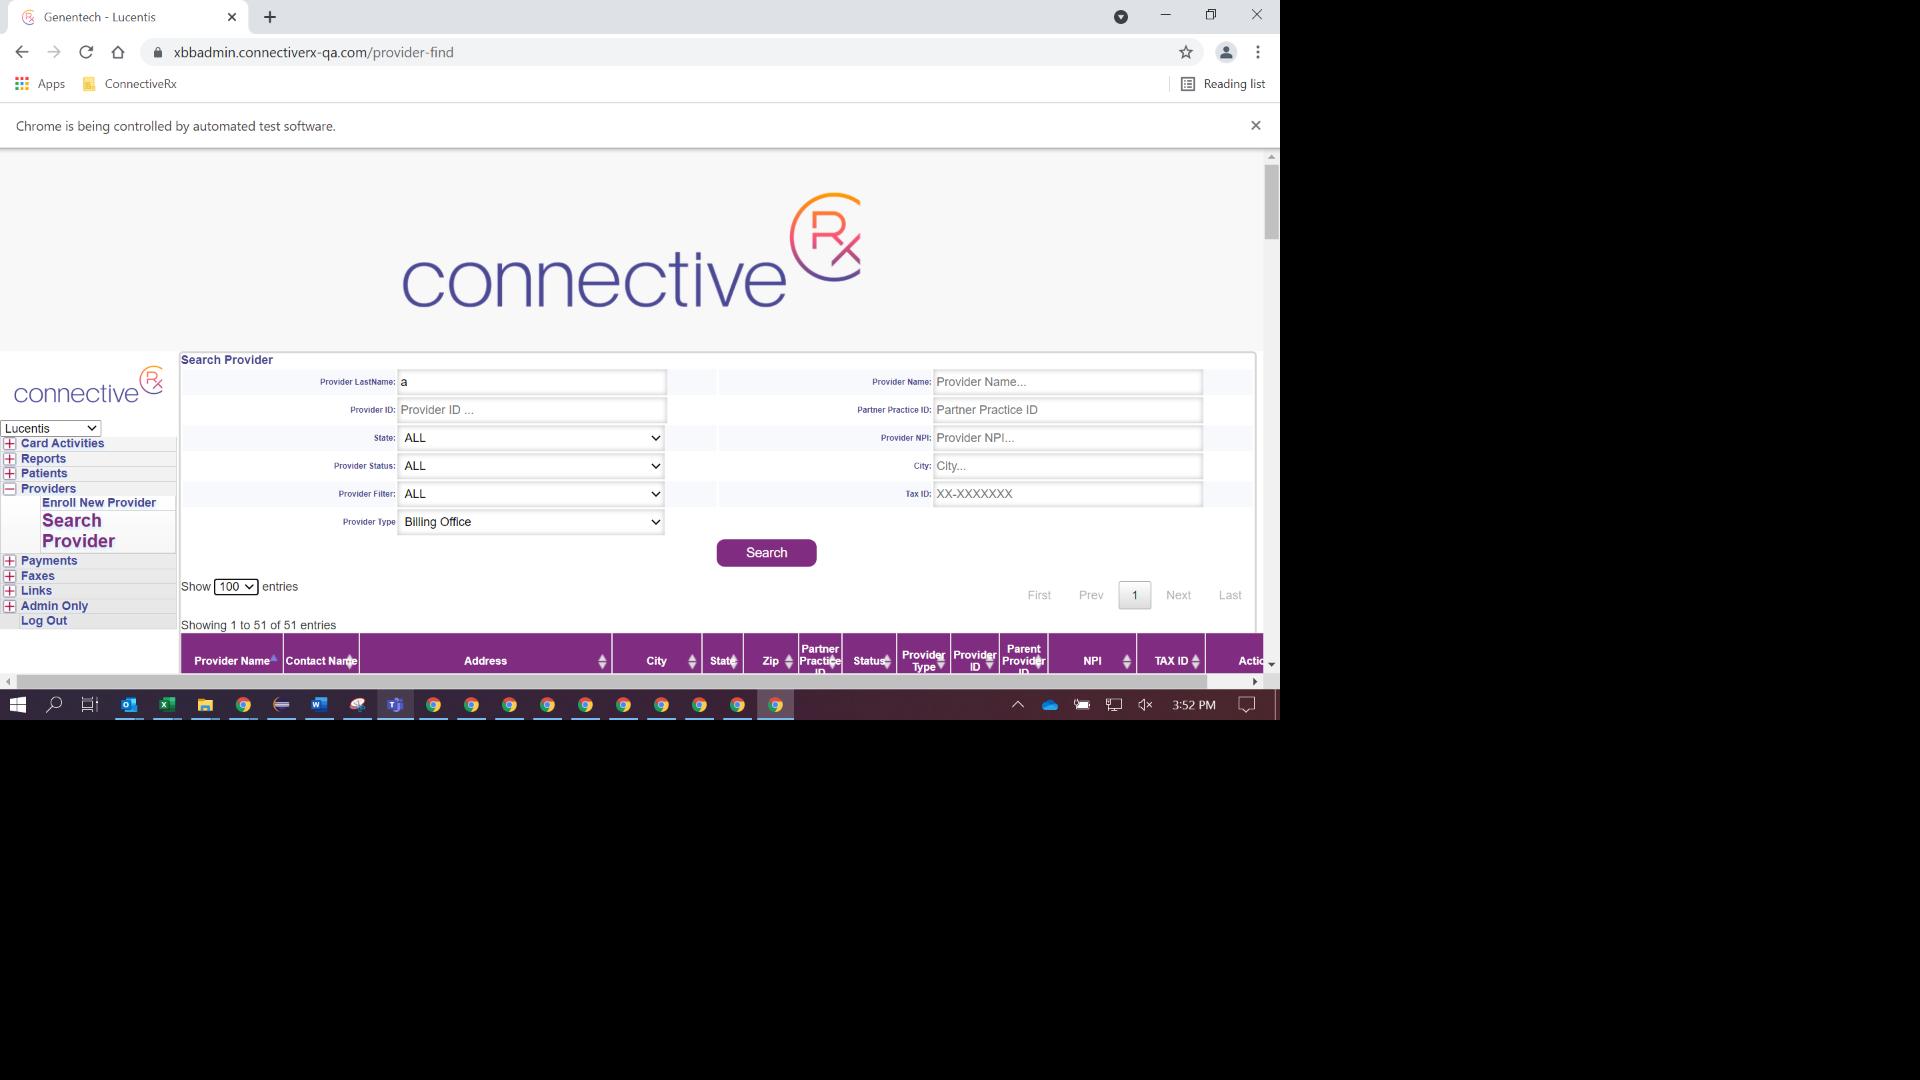 Genentech - Lucentis
xbbadmin.connectiverx-qa.com/provider-find
Apps ConnectiveRx Reading list
Chrome is being controlled by automated test software.
connective Rx
connective Rx
Lucentis
Card Activities
Reports
Patients
Providers
Enroll New Provider
Search
Provider
Payments
Faxes
Links
Admin Only
Log Out
Search Provider
Provider LastName: a Provider Name: Provider Name...
Provider ID: Provider ID ... Partner Practice ID: Partner Practice ID
State: ALL Provider NPI: Provider NPI...
Provider Status: ALL City: City...
Provider Filter: ALL Tax ID: XX-XXXXXXX
Provider Type Billing Office
Search
Show 100 entries
First Prev 1 Next Last
Showing 1 to 51 of 51 entries
Provider Name Contact Name Address City State Zip Partner Practice ID Status Provider Type Provider ID Parent Provider ID NPI TAX ID Actio
3:52 PM